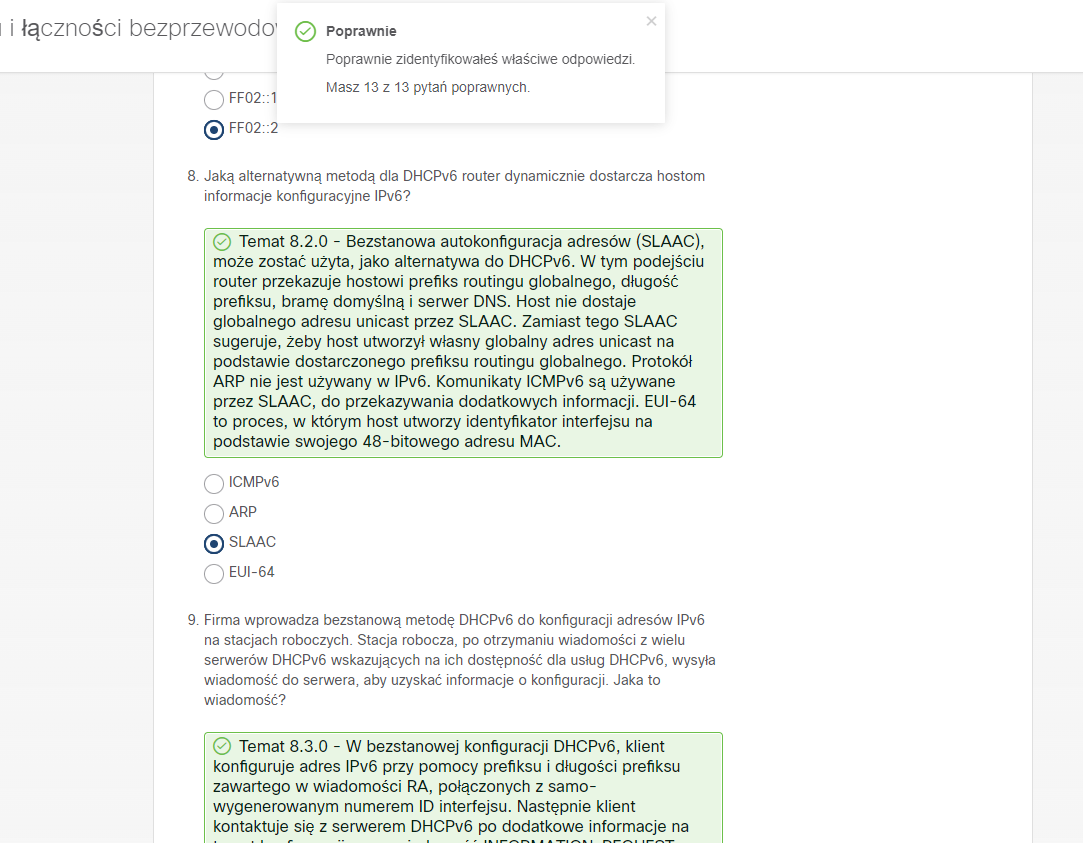 i łączności bezprzewodow
Poprawnie
Poprawnie zidentyfikowałeś właściwe odpowiedzi.
Masz 13 z 13 pytań poprawnych.
FF02::1
FF02::2
8. Jaką alternatywną metodą dla DHCPv6 router dynamicznie dostarcza hostom
informacje konfiguracyjne IPv6?
Temat 8.2.0 - Bezstanowa autokonfiguracja adresów (SLAAC),
może zostać użyta, jako alternatywa do DHCPv6. W tym podejściu
router przekazuje hostowi prefiks routingu globalnego, długość
prefiksu, bramę domyślną i serwer DNS. Host nie dostaje
globalnego adresu unicast przez SLAAC. Zamiast tego SLAAC
sugeruje, żeby host utworzył własny globalny adres unicast na
podstawie dostarczonego prefiksu routingu globalnego. Protokół
ARP nie jest używany w IPv6. Komunikaty ICMPv6 są używane
przez SLAAC, do przekazywania dodatkowych informacji. EUI-64
to proces, w którym host utworzy identyfikator interfejsu na
podstawie swojego 48-bitowego adresu MAC.
ICMPv6
ARP
SLAAC
EUI-64
9. Firma wprowadza bezstanową metodę DHCPv6 do konfiguracji adresów IPv6
na stacjach roboczych. Stacja robocza, po otrzymaniu wiadomości z wielu
serwerów DHCPv6 wskazujących na ich dostępność dla usług DHCPv6, wysyła
wiadomość do serwera, aby uzyskać informacje o konfiguracji. Jaka to
wiadomość?
Temat 8.3.0 - W bezstanowej konfiguracji DHCPv6, klient
konfiguruje adres IPv6 przy pomocy prefiksu i długości prefiksu
zawartego w wiadomości RA, połączonych z samo-
wygenerowanym numerem ID interfejsu. Następnie klient
kontaktuje się z serwerem DHCPv6 po dodatkowe informacje na